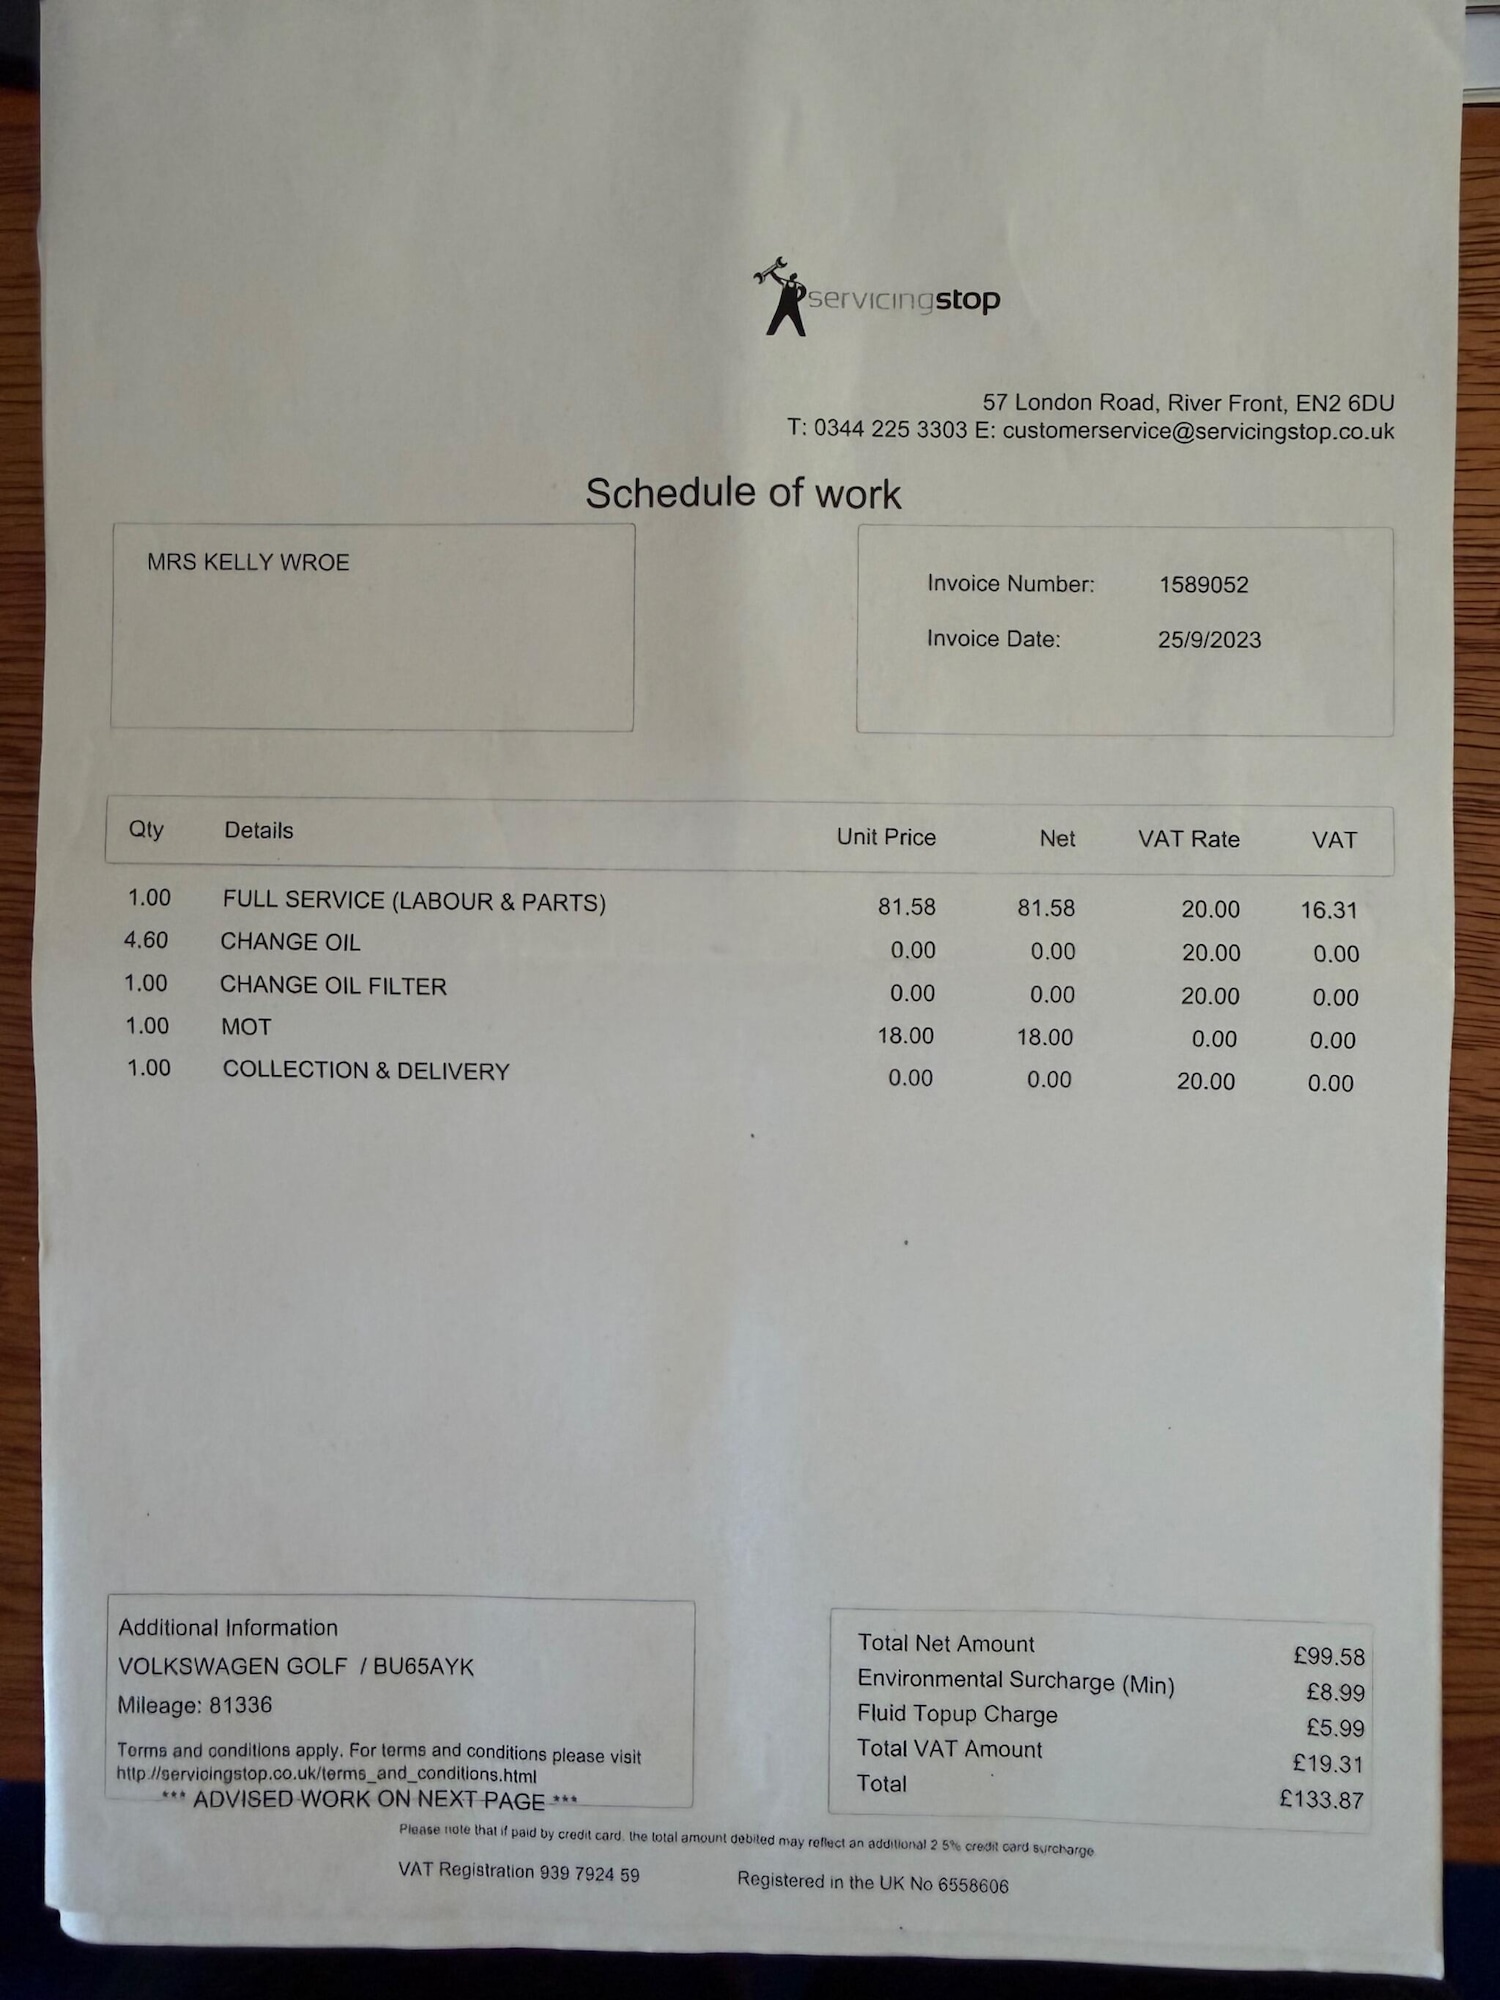 servicingstop
57 London Road, River Front, EN2 6DU
T: 0344 225 3303 E: customerservice@servicingstop.co.uk
Schedule of work
MRS KELLY WROE
Invoice Number: 1589052
Invoice Date: 25/9/2023
Qty Details Unit Price Net VAT Rate VAT
1.00 FULL SERVICE (LABOUR & PARTS) 81.58 81.58 20.00 16.31
4.60 CHANGE OIL 0.00 0.00 20.00 0.00
1.00 CHANGE OIL FILTER 0.00 0.00 20.00 0.00
1.00 MOT 18.00 18.00 0.00 0.00
1.00 COLLECTION & DELIVERY 0.00 0.00 20.00 0.00
Additional Information
VOLKSWAGEN GOLF / BU65AYK
Mileage: 81336
Terms and conditions apply. For terms and conditions please visit
http://servicingstop.co.uk/terms_and_conditions.html
*** ADVISED WORK ON NEXT PAGE ***
Total Net Amount £99.58
Environmental Surcharge (Min) £8.99
Fluid Topup Charge £5.99
Total VAT Amount £19.31
Total £133.87
Please note that if paid by credit card, the total amount debited may reflect an additional 2.5% credit card surcharge
VAT Registration 939 7924 59 Registered in the UK No 6558606